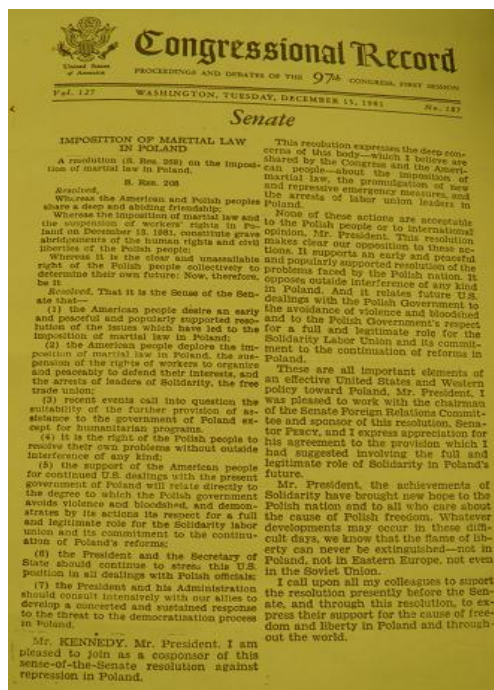 United States
of America
Congressional Record
PROCEEDINGS AND DEBATES OF THE 97th CONGRESS, FIRST SESSION
Vol. 127 WASHINGTON, TUESDAY, DECEMBER 15, 1981 No. 187
Senate
IMPOSITION OF MARTIAL LAW
IN POLAND
A resolution (S. Res. 268) on the imposi-
tion of martial law in Poland.
S. Res. 268
Resolved,
Whereas the American and Polish peoples
share a deep and abiding friendship;
Whereas the imposition of martial law and
the suspension of workers' rights in Po-
land on December 13, 1981, constitute grave
abridgements of the human rights and civil
liberties of the Polish people;
Whereas it is the clear and unassailable
right of the Polish people collectively to
determine their own future: Now, therefore,
be it
Resolved, That it is the Sense of the Sen-
ate that—
(1) the American people desire an early
and peaceful and popularly supported reso-
lution of the issues which have led to the
imposition of martial law in Poland;
(2) the American people deplore the im-
position of martial law in Poland, the sus-
pension of the rights of workers to organize
and peaceably to defend their interests, and
the arrests of leaders of Solidarity, the free
trade union;
(3) recent events call into question the
suitability of the further provision of as-
sistance to the government of Poland ex-
cept for humanitarian programs.
(4) it is the right of the Polish people to
resolve their own problems without outside
interference of any kind;
(5) the support of the American people
for continued U.S. dealings with the present
government of Poland will relate directly to
the degree to which the Polish government
avoids violence and bloodshed, and demon-
strates by its actions its respect for a full
and legitimate role for the Solidarity labor
union and its commitment to the continu-
ation of Poland's reforms;
(6) the President and the Secretary of
State should continue to stress this U.S.
position in all dealings with Polish officials;
(7) the President and his Administration
should consult intensively with our allies to
develop a concerted and sustained response
to the threat to the democratisation process
in Poland.
Mr. KENNEDY. Mr. President, I am
pleased to join as a cosponsor of this
sense-of-the-Senate resolution against
repression in Poland.
This resolution expresses the deep con-
cerns of this body—which I believe are
shared by the Congress and the Ameri-
can people—about the imposition of
martial law, the promulgation of new
and repressive emergency measures, and
the arrests of labor union leaders in
Poland.
None of these actions are acceptable
to the Polish people or to international
opinion, Mr. President. This resolution
makes clear our opposition to these ac-
tions. It supports an early and peaceful
and popularly supported resolution of the
problems faced by the Polish nation. It
opposes outside interference of any kind
in Poland. And it relates future U.S.
dealings with the Polish Government to
the avoidance of violence and bloodshed
and to the Polish Government's respect
for a full and legitimate role for the
Solidarity Labor Union and its commit-
ment to the continuation of reforms in
Poland.
These are all important elements of
an effective United States and Western
policy toward Poland, Mr. President. I
was pleased to work with the chairman
of the Senate Foreign Relations Commit-
tee and sponsor of this resolution, Sena-
tor PERCY, and I express appreciation for
his agreement to the provision which I
had suggested involving the full and
legitimate role of Solidarity in Poland's
future.
Mr. President, the achievements of
Solidarity have brought new hope to the
Polish nation and to all who care about
the cause of Polish freedom. Whatever
developments may occur in these diffi-
cult days, we know that the flame of lib-
erty can never be extinguished—not in
Poland, not in Eastern Europe, not even
in the Soviet Union.
I call upon all my colleagues to suport
the resolution presently before the Sen-
ate, and through this resolution, to ex-
press their support for the cause of free-
dom and liberty in Poland and through-
out the world.